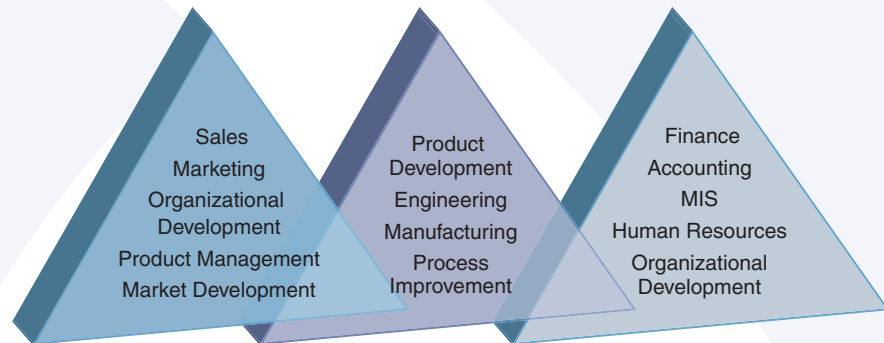 Sales
Marketing
Organizational
Development
Product Management
Market Development
Product
Development
Engineering
Manufacturing
Process
Improvement
Finance
Accounting
MIS
Human Resources
Organizational
Development